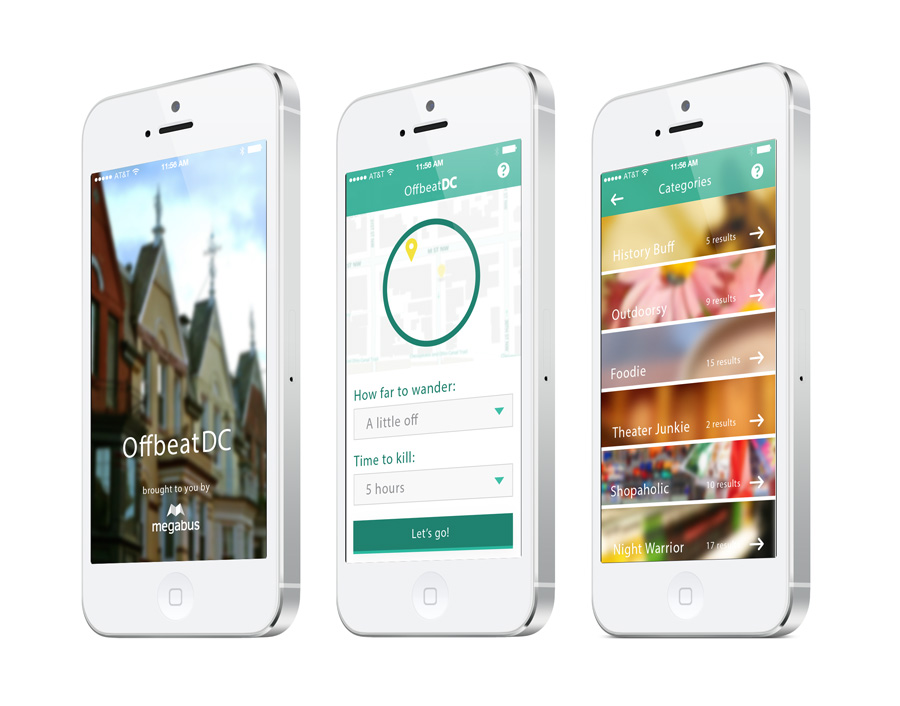 AT&T 11:56 AM
OffbeatDC
brought to you by
megabus
AT&T 11:56 AM
OffbeatDC
?
M ST NW
How far to wander:
A little off
Time to kill:
5 hours
Let's go!
AT&T 11:56 AM
Categories
?
History Buff 5 results
Outdoorsy 9 results
Foodie 15 results
Theater Junkie 2 results
Shopaholic 10 results
Night Warrior 17